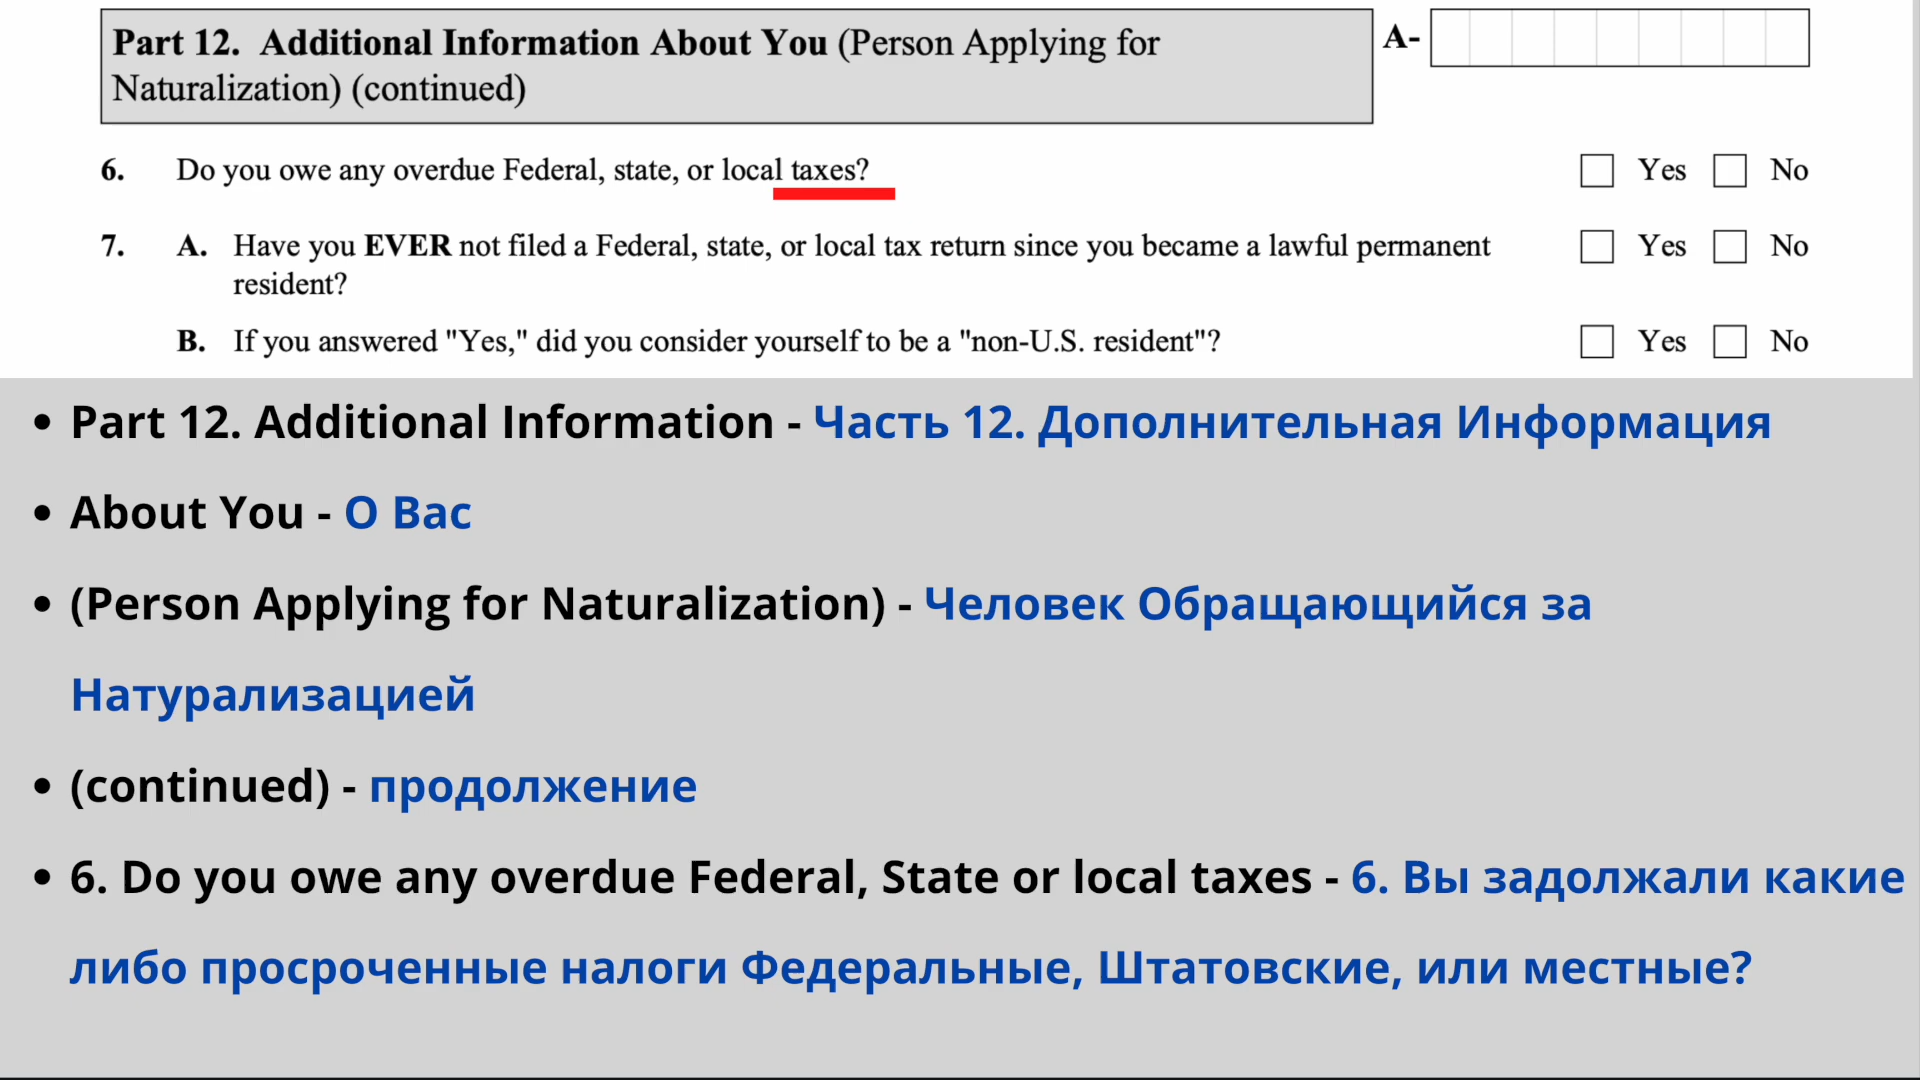 Part 12. Additional Information About You (Person Applying for
Naturalization) (continued)
A-
6. Do you owe any overdue Federal, state, or local taxes? Yes No
7. A. Have you EVER not filed a Federal, state, or local tax return since you became a lawful permanent Yes No
resident?
B. If you answered "Yes," did you consider yourself to be a "non-U.S. resident"? Yes No
• Part 12. Additional Information - Часть 12. Дополнительная Информация
• About You - О Вас
• (Person Applying for Naturalization) - Человек Обращающийся за
Натурализацией
• (continued) - продолжение
• 6. Do you owe any overdue Federal, State or local taxes - 6. Вы задолжали какие
либо просроченные налоги Федеральные, Штатовские, или местные?